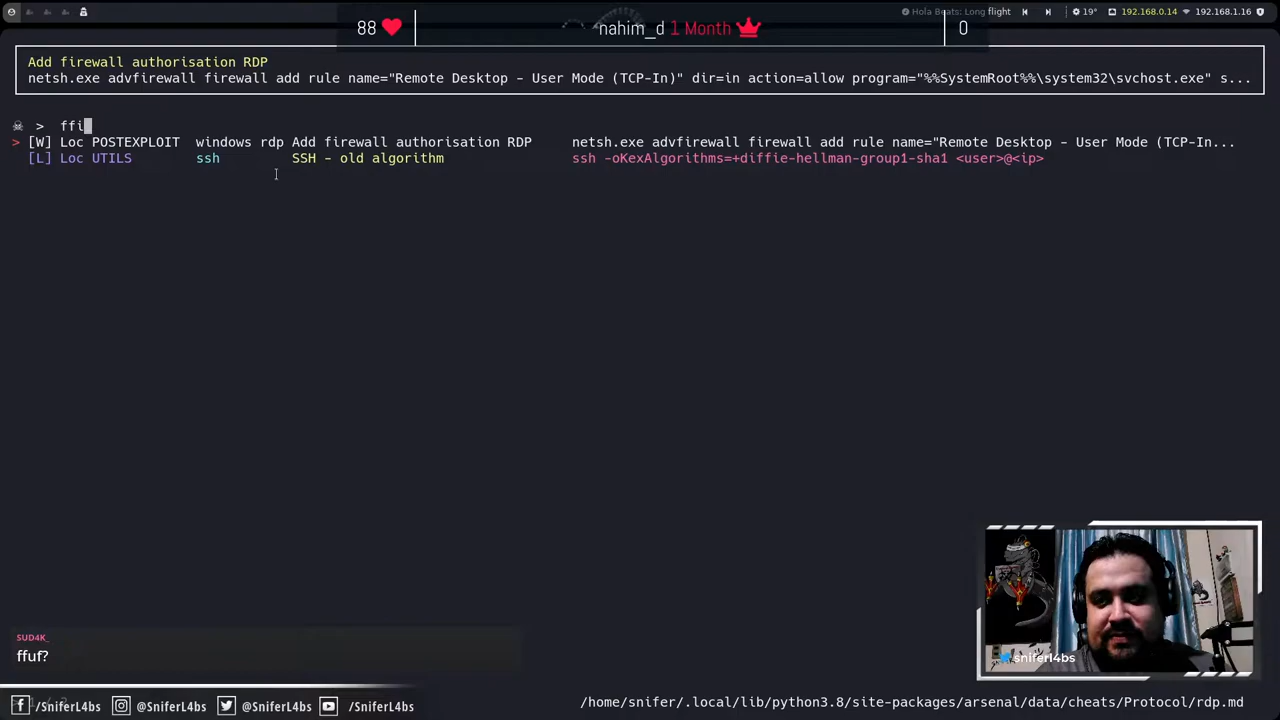 Hola Beats: Long flight
19° 192.168.0.14 192.168.1.16
88 nahim_d 1 Month 0
Add firewall authorisation RDP
netsh.exe advfirewall firewall add rule name="Remote Desktop - User Mode (TCP-In)" dir=in action=allow program="%%SystemRoot%%\system32\svchost.exe" s...
> ffi
> [W] Loc POSTEXPLOIT windows rdp Add firewall authorisation RDP netsh.exe advfirewall firewall add rule name="Remote Desktop - User Mode (TCP-In...
[L] Loc UTILS ssh SSH - old algorithm ssh -oKexAlgorithms=+diffie-hellman-group1-sha1 <user>@<ip>
snifer14bs
SUD4K_
ffuf?
/SniferL4bs @SniferL4bs @SniferL4bs /SniferL4bs
/home/snifer/.local/lib/python3.8/site-packages/arsenal/data/cheats/Protocol/rdp.md